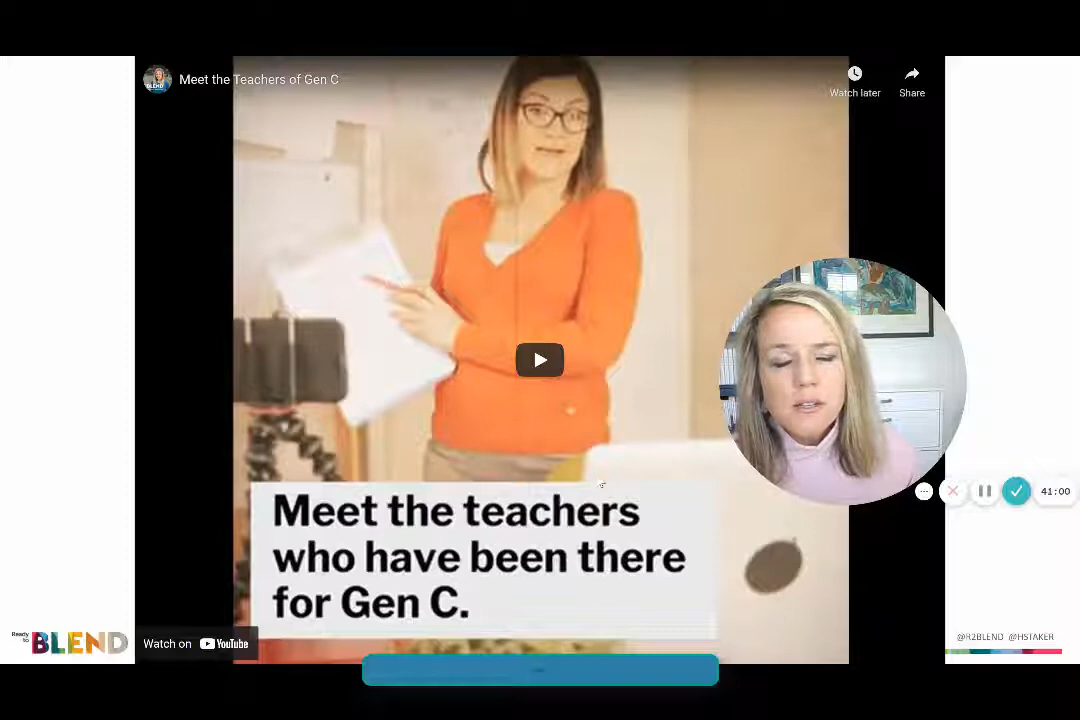 Meet the Teachers of Gen C
Watch later
Share
Meet the teachers
who have been there
for Gen C.
41:00
Ready to
BLEND
Watch on YouTube
@R2BLEND @HSTAKER